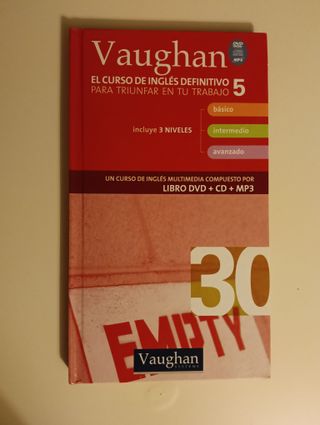 Vaughan
DVD
MP3
EL CURSO DE INGLÉS DEFINITIVO
PARA TRIUNFAR EN TU TRABAJO 5
básico
incluye 3 NIVELES
intermedio
avanzado
UN CURSO DE INGLÉS MULTIMEDIA COMPUESTO POR
LIBRO DVD + CD + MP3
30
EMPTY
Vaughan
SYSTEMS